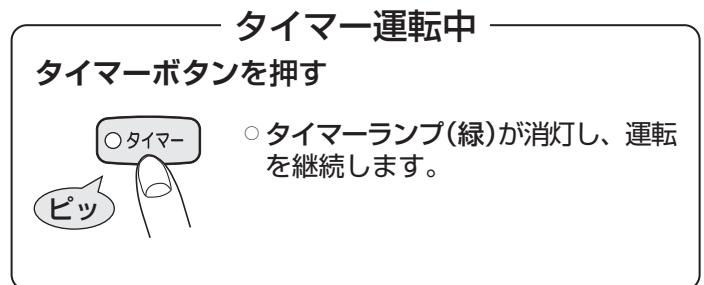 タイマー運転中
タイマーボタンを押す
タイマー
ピッ
○タイマーランプ(緑)が消灯し、運転
を継続します。